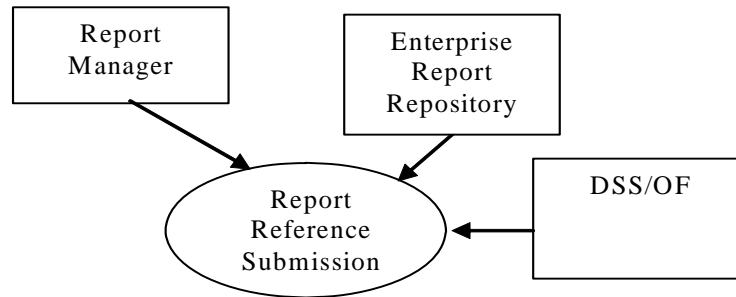 Report
Manager
Enterprise
Report
Repository
DSS/OF
Report
Reference
Submission